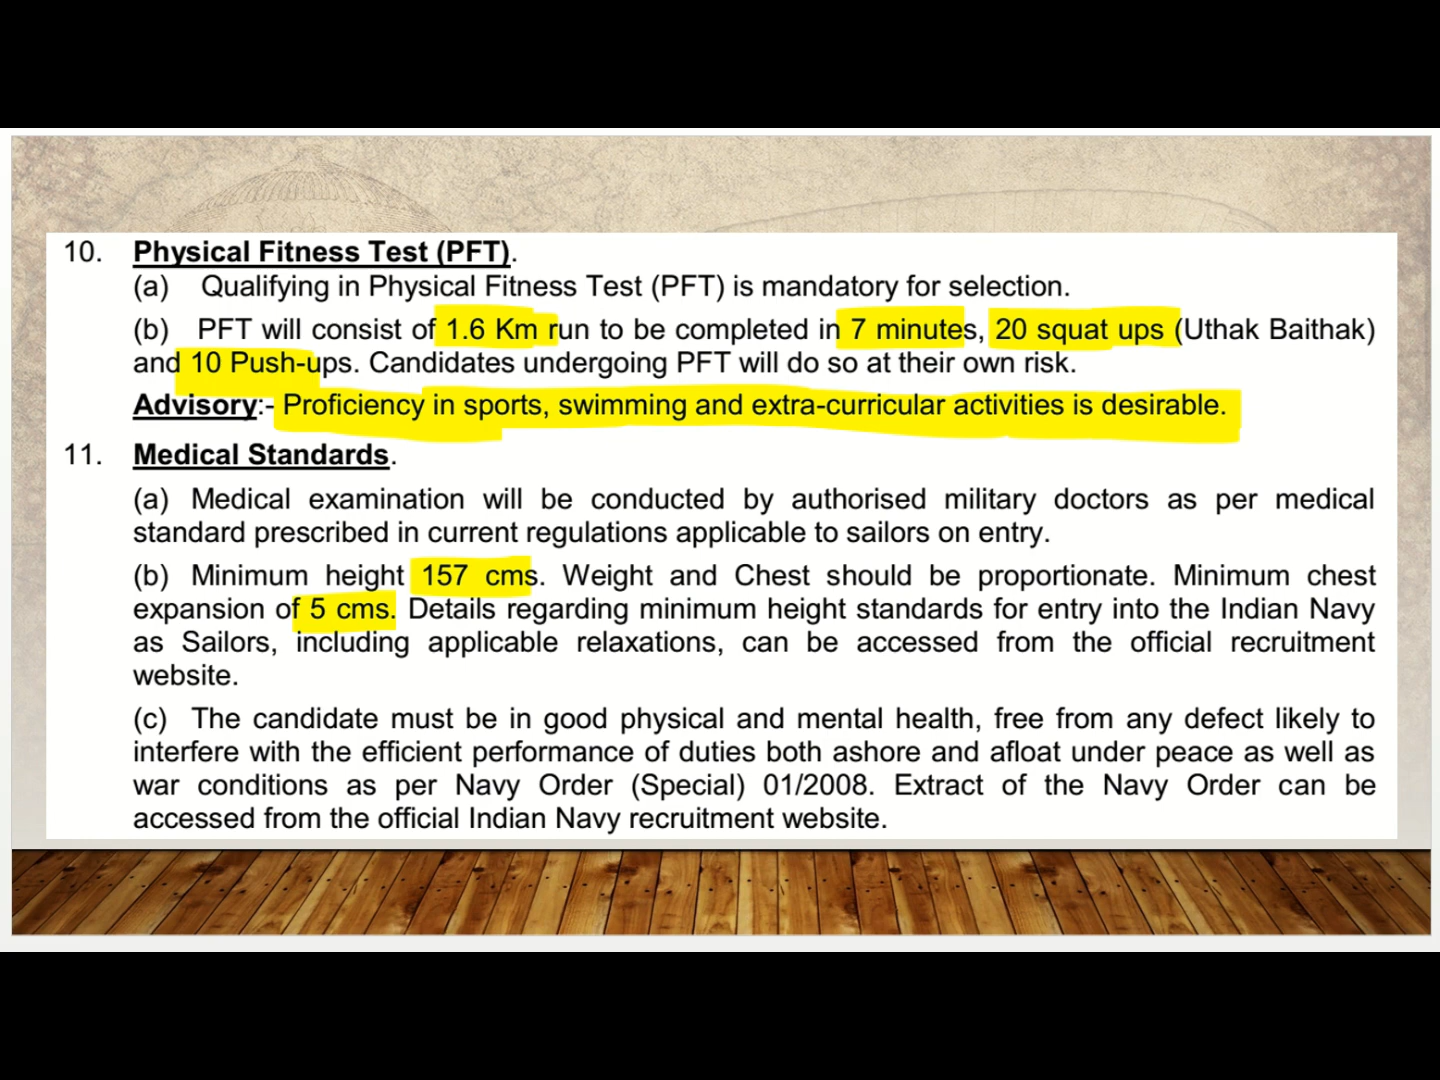 10. Physical Fitness Test (PFT).
(a) Qualifying in Physical Fitness Test (PFT) is mandatory for selection.
(b) PFT will consist of 1.6 Km run to be completed in 7 minutes, 20 squat ups (Uthak Baithak)
and 10 Push-ups. Candidates undergoing PFT will do so at their own risk.
Advisory:- Proficiency in sports, swimming and extra-curricular activities is desirable.
11. Medical Standards.
(a) Medical examination will be conducted by authorised military doctors as per medical
standard prescribed in current regulations applicable to sailors on entry.
(b) Minimum height 157 cms. Weight and Chest should be proportionate. Minimum chest
expansion of 5 cms. Details regarding minimum height standards for entry into the Indian Navy
as Sailors, including applicable relaxations, can be accessed from the official recruitment
website.
(c) The candidate must be in good physical and mental health, free from any defect likely to
interfere with the efficient performance of duties both ashore and afloat under peace as well as
war conditions as per Navy Order (Special) 01/2008. Extract of the Navy Order can be
accessed from the official Indian Navy recruitment website.